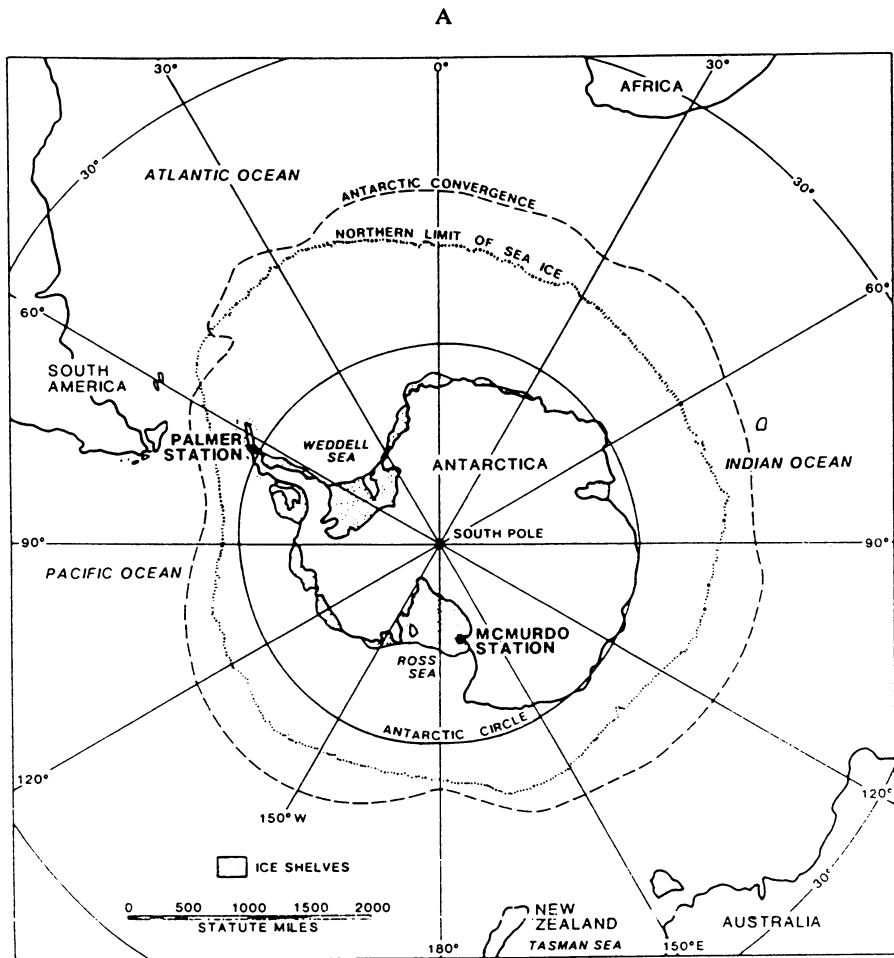 A
30°
0°
30°
AFRICA
ATLANTIC OCEAN
30°
30°
ANTARCTIC CONVERGENCE
NORTHERN LIMIT OF SEA ICE
60°
60°
SOUTH
AMERICA
PALMER
STATION
WEDDELL
SEA
ANTARCTICA
INDIAN OCEAN
SOUTH POLE
90°
90°
PACIFIC OCEAN
MCMURDO
STATION
ROSS
SEA
ANTARCTIC CIRCLE
120°
120°
150°W
ICE SHELVES
30°
0 500 1000 1500 2000
STATUTE MILES
NEW
ZEALAND
TASMAN SEA
AUSTRALIA
180°
150°E